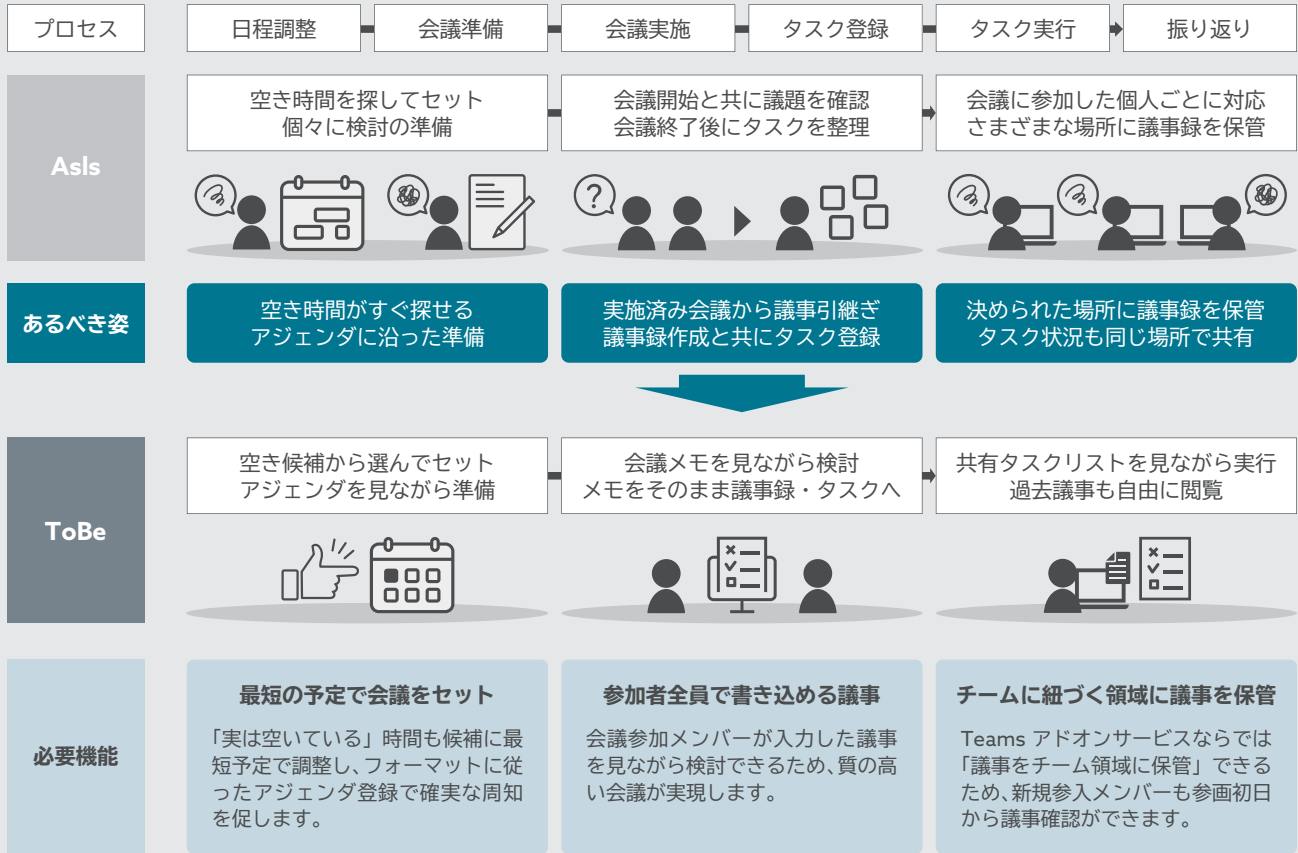 プロセス
日程調整
会議準備
会議実施
タスク登録
タスク実行
振り返り
AsIs
空き時間を探してセット
個々に検討の準備
会議開始と共に議題を確認
会議終了後にタスクを整理
会議に参加した個人ごとに対応
さまざまな場所に議事録を保管
?
あるべき姿
空き時間がすぐ探せる
アジェンダに沿った準備
実施済み会議から議事引継ぎ
議事録作成と共にタスク登録
決められた場所に議事録を保管
タスク状況も同じ場所で共有
ToBe
空き候補から選んでセット
アジェンダを見ながら準備
会議メモを見ながら検討
メモをそのまま議事録・タスクへ
共有タスクリストを見ながら実行
過去議事も自由に閲覧
必要機能
最短の予定で会議をセット
「実は空いている」時間も候補に最
短予定で調整し、フォーマットに従
ったアジェンダ登録で確実な周知
を促します。
参加者全員で書き込める議事
会議参加メンバーが入力した議事
を見ながら検討できるため、質の高
い会議が実現します。
チームに紐づく領域に議事を保管
Teams アドオンサービスならでは
「議事をチーム領域に保管」できる
ため、新規参入メンバーも参画初日
から議事確認ができます。